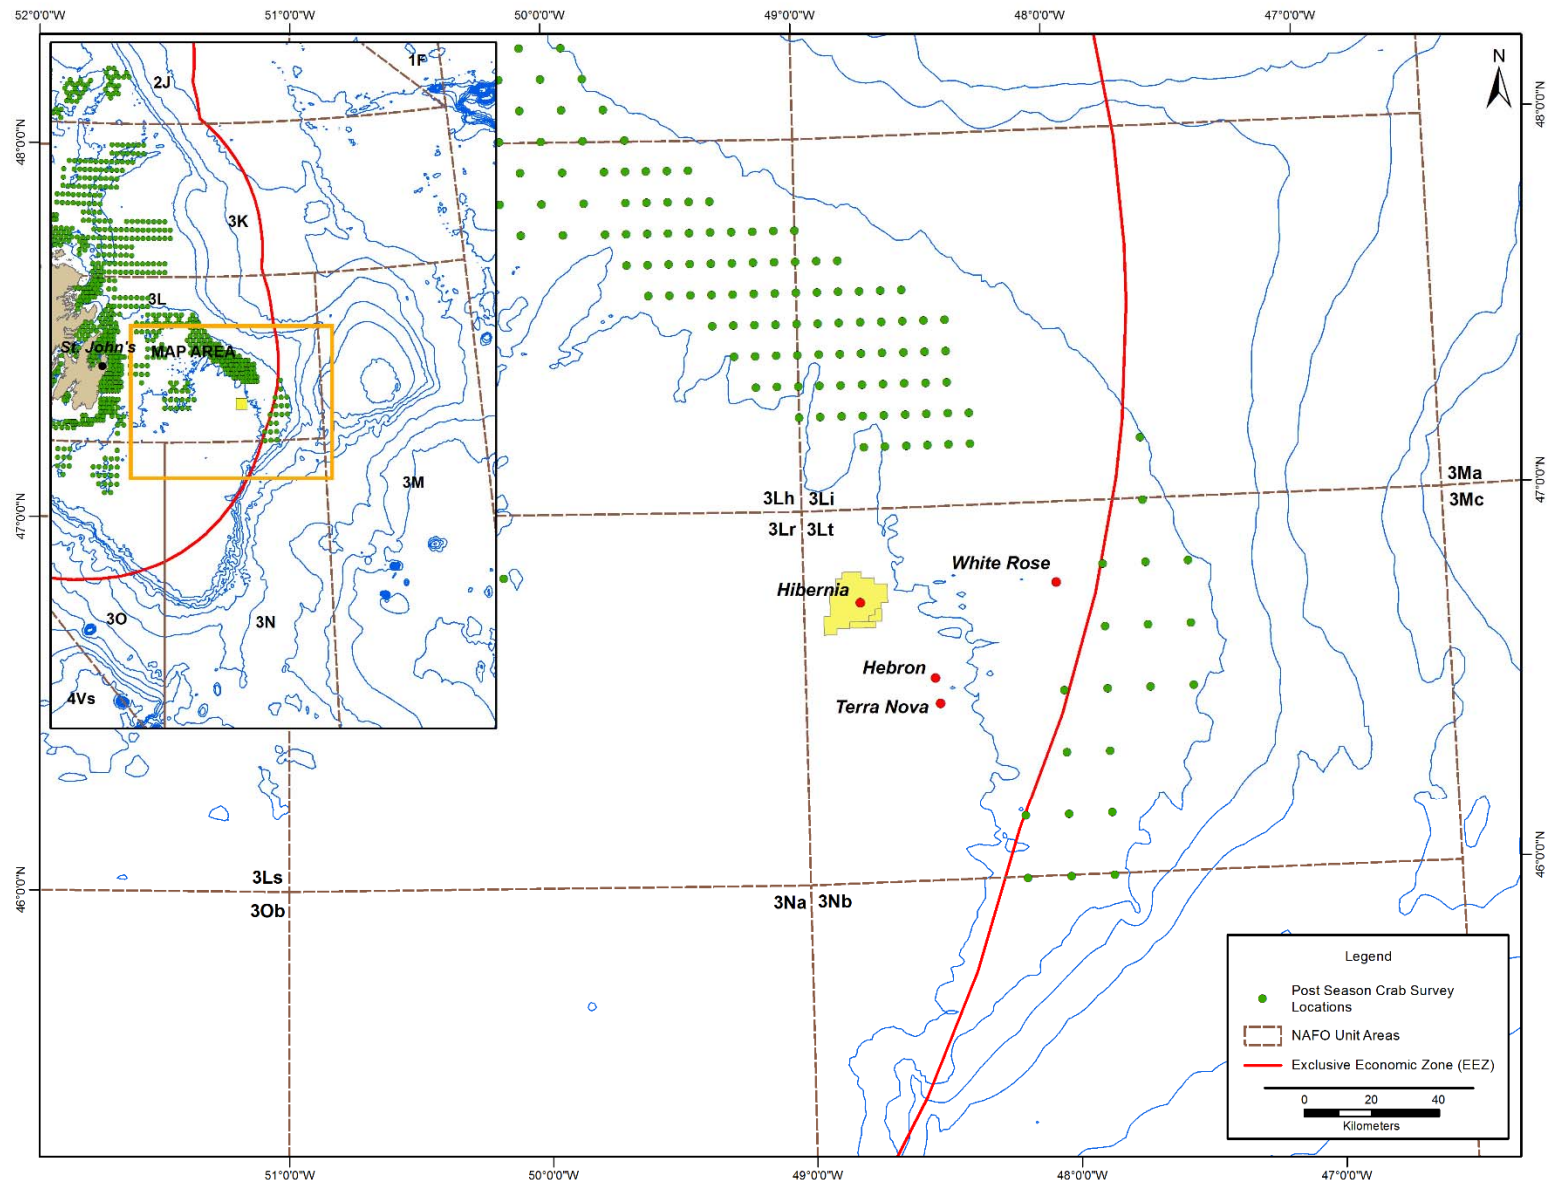 52°0'0"W
51°0'0"W
50°0'0"W
49°0'0"W
48°0'0"W
47°0'0"W
1F
2J
N
48°0'0"N
48°0'0"N
3K
3L
St. John's
MAP AREA
3M
3Ma
3Lh
3Li
47°0'0"N
3Mc
47°0'0"N
3Lr
3Lt
White Rose
Hibernia
3O
3N
Hebron
4Vs
Terra Nova
46°0'0"N
3Ls
46°0'0"N
3Ob
3Na
3Nb
Legend
Post Season Crab Survey
Locations
NAFO Unit Areas
Exclusive Economic Zone (EEZ)
0 20 40
Kilometers
51°0'0"W
50°0'0"W
49°0'0"W
48°0'0"W
47°0'0"W